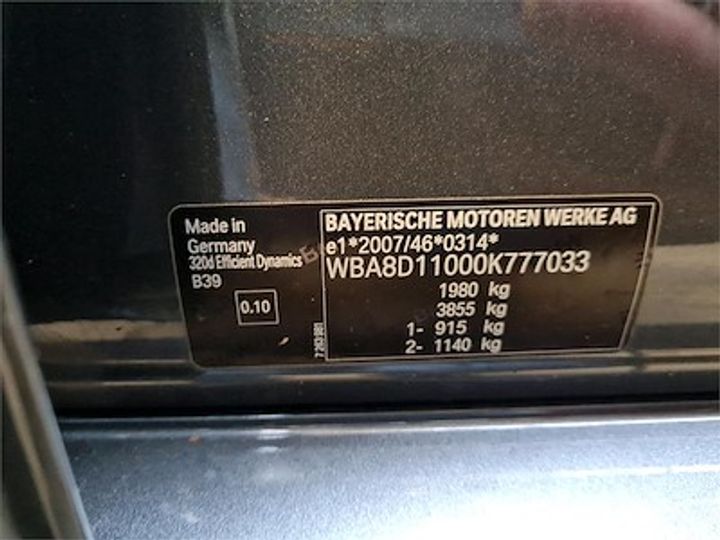 Made in
Germany
320d Efficient Dynamics
B39
0.10
BAYERISCHE MOTOREN WERKE AG
e1*2007/46*0314*
WBA8D11000K777033
1980 kg
3855 kg
1- 915 kg
2- 1140 kg